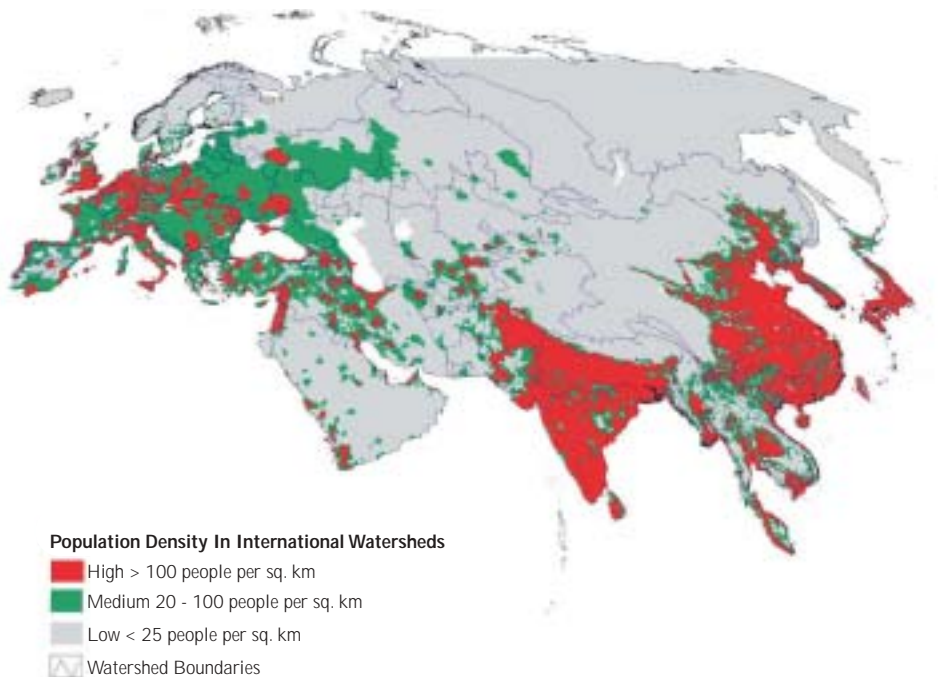 Population Density In International Watersheds
High > 100 people per sq. km
Medium 20 - 100 people per sq. km
Low < 25 people per sq. km
Watershed Boundaries